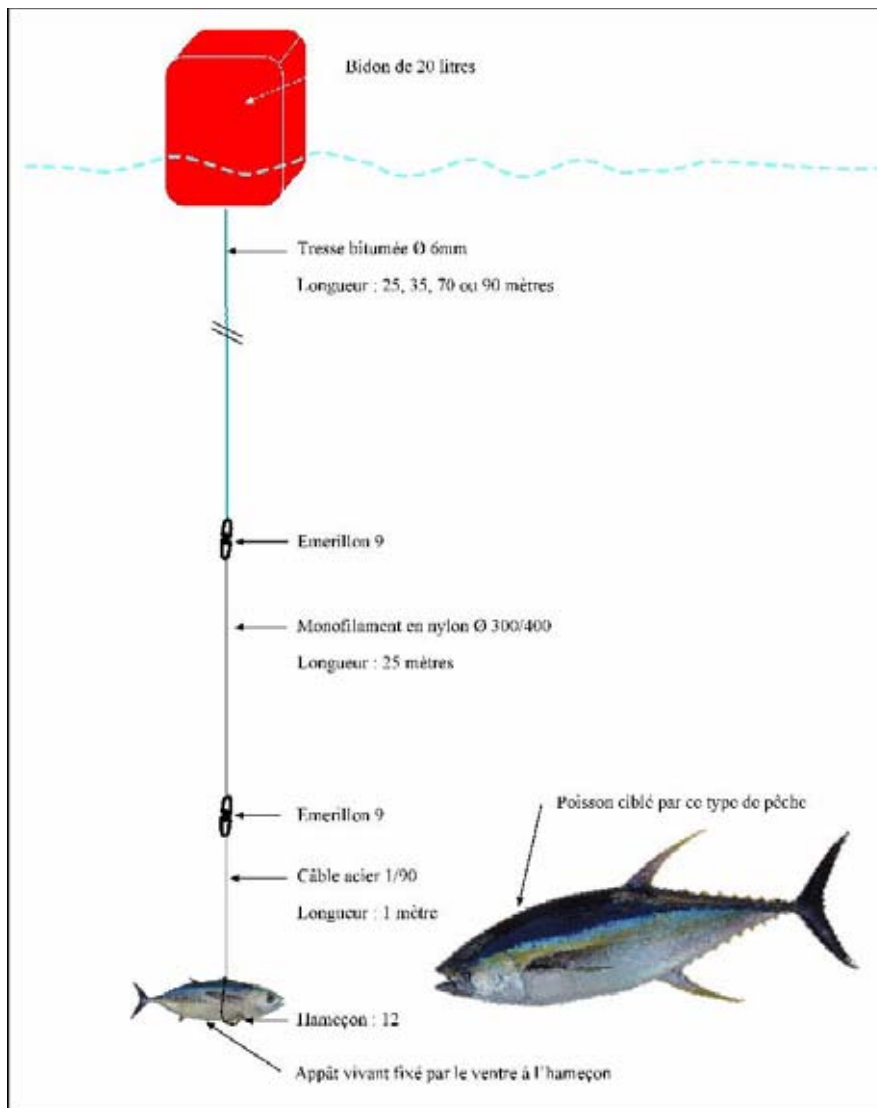 Bidon de 20 litres
Tresse bitumée Ø 6mm
Longueur : 25, 35, 70 ou 90 mètres
Emerillon 9
Monofilament en nylon Ø 300/400
Longueur : 25 mètres
Emerillon 9
Poisson ciblé par ce type de pêche
Câble acier 1/90
Longueur : 1 mètre
Hameçon : 12
Appât vivant fixé par le ventre à l'hameçon